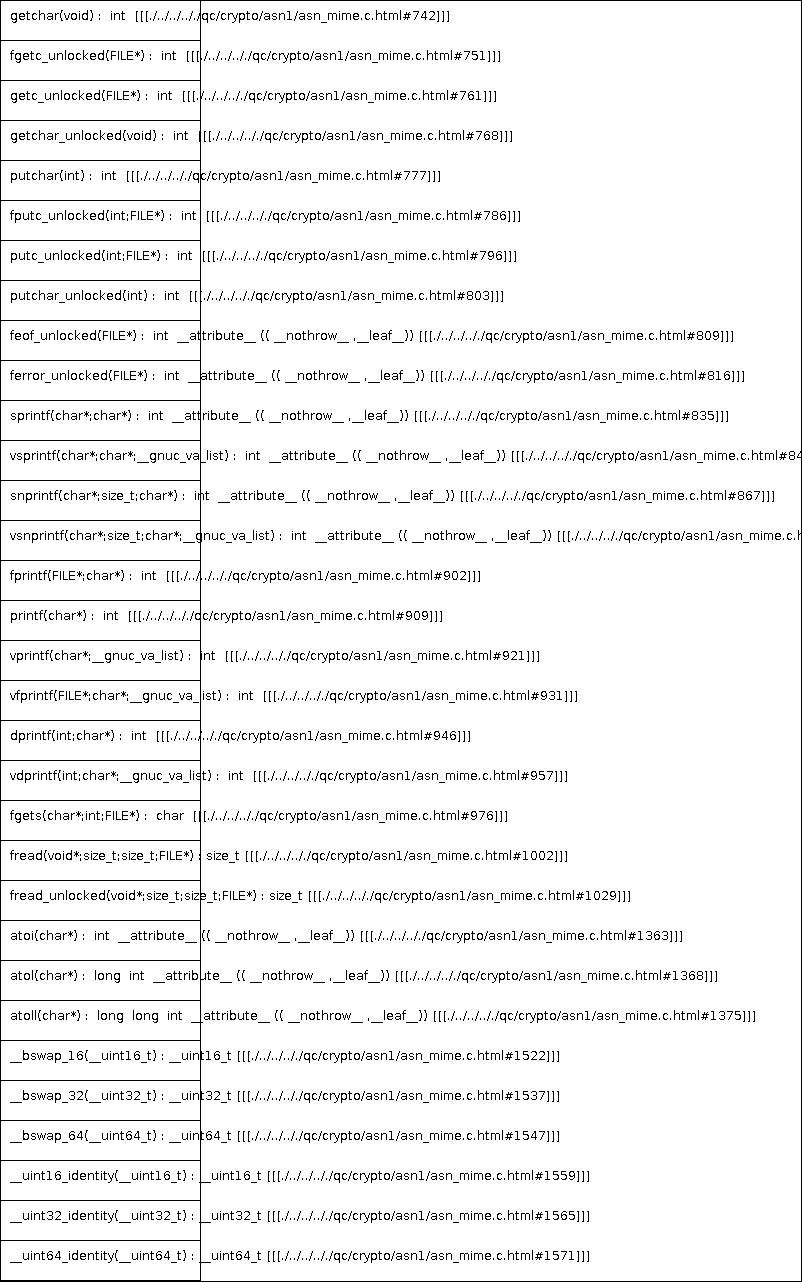 getchar(void) : int [[[./../../../qc/crypto/asn1/asn_mime.c.html#742]]]
fgetc_unlocked(FILE*) : int [[[./../../../qc/crypto/asn1/asn_mime.c.html#751]]]
getc_unlocked(FILE*) : int [[[./../../../qc/crypto/asn1/asn_mime.c.html#761]]]
getchar_unlocked(void) : int [[[./../../../qc/crypto/asn1/asn_mime.c.html#768]]]
putchar(int) : int [[[./../../../qc/crypto/asn1/asn_mime.c.html#777]]]
fputc_unlocked(int;FILE*) : int [[[./../../../qc/crypto/asn1/asn_mime.c.html#786]]]
putc_unlocked(int;FILE*) : int [[[./../../../qc/crypto/asn1/asn_mime.c.html#796]]]
putchar_unlocked(int) : int [[[./../../../qc/crypto/asn1/asn_mime.c.html#803]]]
feof_unlocked(FILE*) : int __attribute__ (( __nothrow__ ,__leaf__)) [[[./../../../qc/crypto/asn1/asn_mime.c.html#809]]]
ferror_unlocked(FILE*) : int __attribute__ (( __nothrow__ ,__leaf__)) [[[./../../../qc/crypto/asn1/asn_mime.c.html#816]]]
sprintf(char*;char*) : int __attribute__ (( __nothrow__ ,__leaf__)) [[[./../../../qc/crypto/asn1/asn_mime.c.html#835]]]
vsprintf(char*;char*;__gnuc_va_list) : int __attribute__ (( __nothrow__ ,__leaf__)) [[[./../../../qc/crypto/asn1/asn_mime.c.html#84
snprintf(char*;size_t;char*) : int __attribute__ (( __nothrow__ ,__leaf__)) [[[./../../../qc/crypto/asn1/asn_mime.c.html#867]]]
vsnprintf(char*;size_t;char*;__gnuc_va_list) : int __attribute__ (( __nothrow__ ,__leaf__)) [[[./../../../qc/crypto/asn1/asn_mime.c.h
fprintf(FILE*;char*) : int [[[./../../../qc/crypto/asn1/asn_mime.c.html#902]]]
printf(char*) : int [[[./../../../qc/crypto/asn1/asn_mime.c.html#909]]]
vprintf(char*;__gnuc_va_list) : int [[[./../../../qc/crypto/asn1/asn_mime.c.html#921]]]
vfprintf(FILE*;char*;__gnuc_va_list) : int [[[./../../../qc/crypto/asn1/asn_mime.c.html#931]]]
dprintf(int;char*) : int [[[./../../../qc/crypto/asn1/asn_mime.c.html#946]]]
vdprintf(int;char*;__gnuc_va_list) : int [[[./../../../qc/crypto/asn1/asn_mime.c.html#957]]]
fgets(char*;int;FILE*) : char [[[./../../../qc/crypto/asn1/asn_mime.c.html#976]]]
fread(void*;size_t;size_t;FILE*) : size_t [[[./../../../qc/crypto/asn1/asn_mime.c.html#1002]]]
fread_unlocked(void*;size_t;size_t;FILE*) : size_t [[[./../../../qc/crypto/asn1/asn_mime.c.html#1029]]]
atoi(char*) : int __attribute__ (( __nothrow__ ,__leaf__)) [[[./../../../qc/crypto/asn1/asn_mime.c.html#1363]]]
atol(char*) : long int __attribute__ (( __nothrow__ ,__leaf__)) [[[./../../../qc/crypto/asn1/asn_mime.c.html#1368]]]
atoll(char*) : long long int __attribute__ (( __nothrow__ ,__leaf__)) [[[./../../../qc/crypto/asn1/asn_mime.c.html#1375]]]
__bswap_16(__uint16_t) : __uint16_t [[[./../../../qc/crypto/asn1/asn_mime.c.html#1522]]]
__bswap_32(__uint32_t) : __uint32_t [[[./../../../qc/crypto/asn1/asn_mime.c.html#1537]]]
__bswap_64(__uint64_t) : __uint64_t [[[./../../../qc/crypto/asn1/asn_mime.c.html#1547]]]
__uint16_identity(__uint16_t) : __uint16_t [[[./../../../qc/crypto/asn1/asn_mime.c.html#1559]]]
__uint32_identity(__uint32_t) : __uint32_t [[[./../../../qc/crypto/asn1/asn_mime.c.html#1565]]]
__uint64_identity(__uint64_t) : __uint64_t [[[./../../../qc/crypto/asn1/asn_mime.c.html#1571]]]